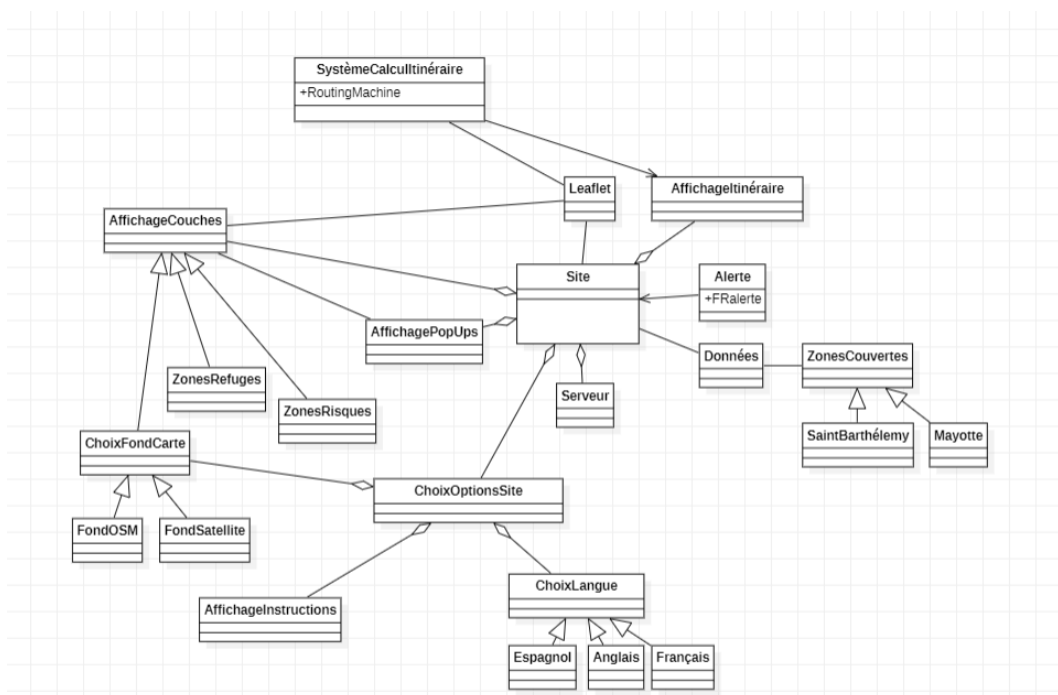 SystèmeCalculItinéraire
+RoutingMachine
Leaflet
AffichageItinéraire
AffichageCouches
Site
Alerte
+FRalerte
AffichagePopUps
Données
ZonesCouvertes
ZonesRefuges
Serveur
ZonesRisques
SaintBarthélemy
Mayotte
ChoixFondCarte
ChoixOptionsSite
FondOSM
FondSatellite
ChoixLangue
AffichageInstructions
Espagnol
Anglais
Français